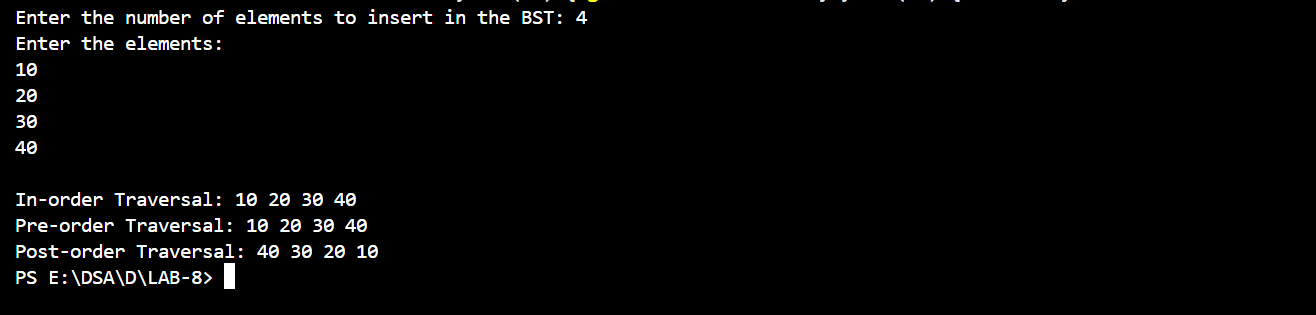 Enter the number of elements to insert in the BST: 4
Enter the elements:
10
20
30
40
In-order Traversal: 10 20 30 40
Pre-order Traversal: 10 20 30 40
Post-order Traversal: 40 30 20 10
PS E:\DSA\D\LAB-8>